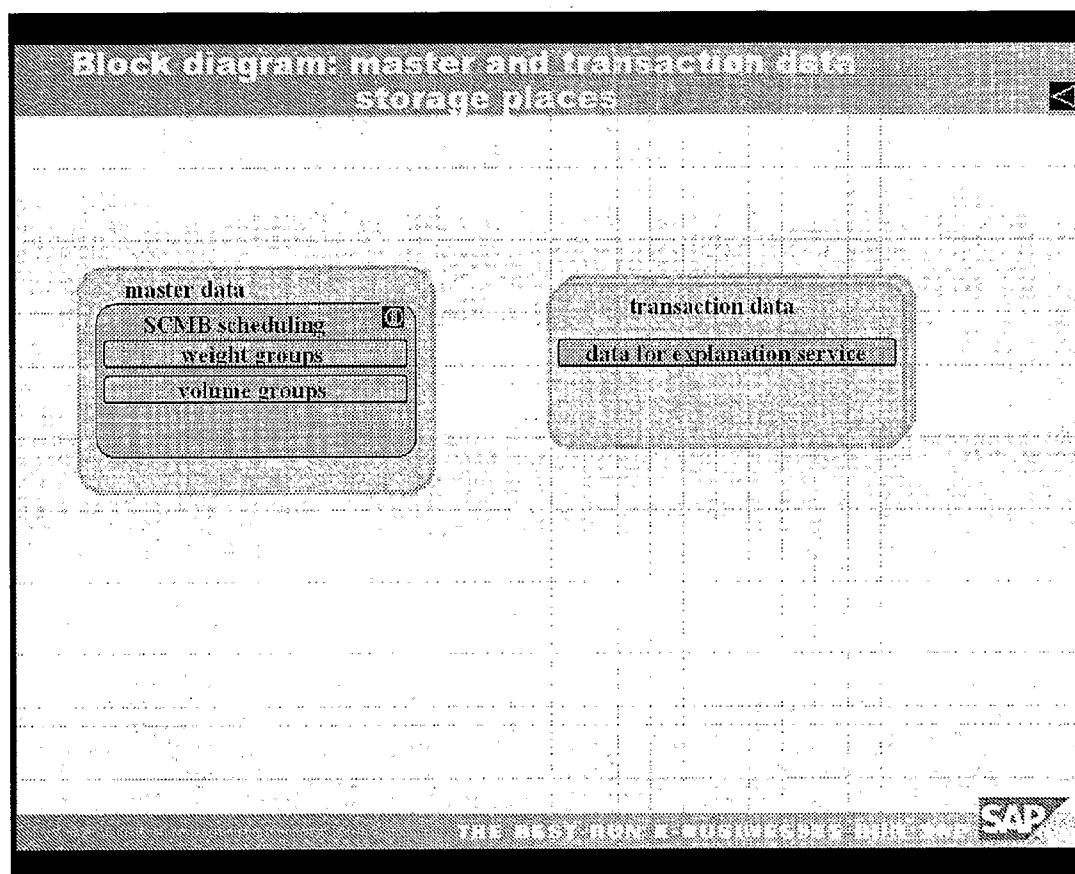 Block diagram: master and transaction data
storage places
<
master data
SCMB scheduling
weight groups
volume groups
transaction data
data for explanation service
THE BEST-RUN E-BUSINESSES RUN SAP
SAP